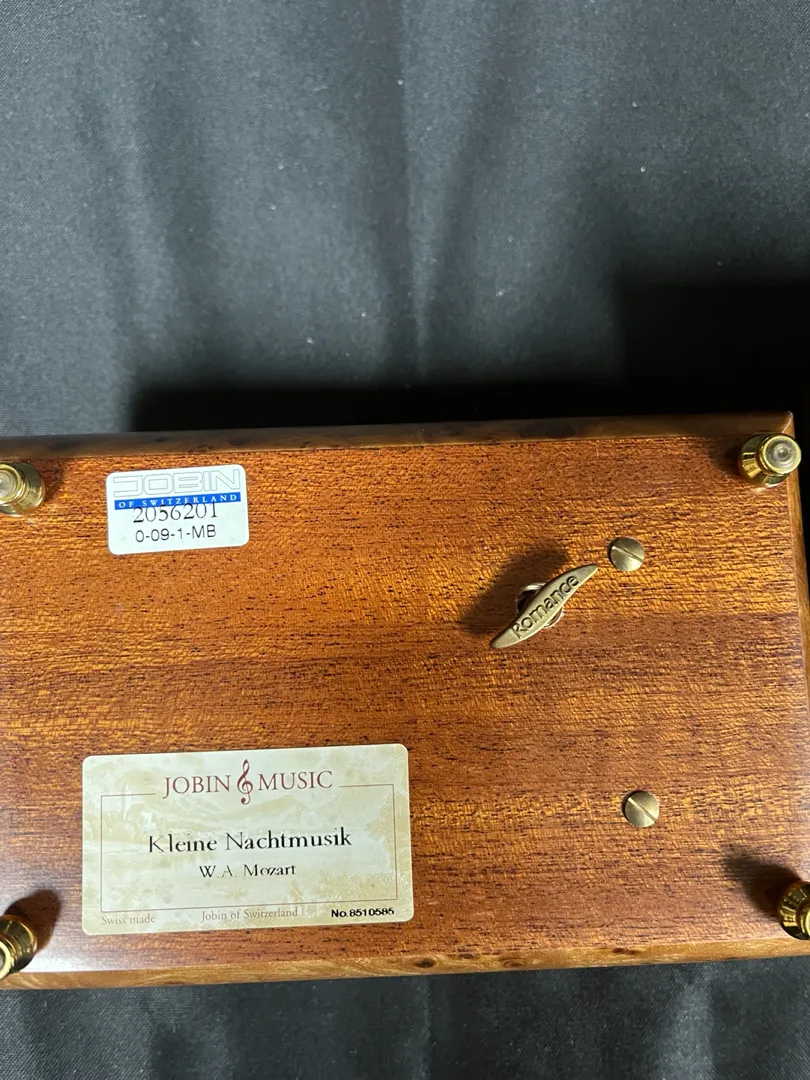 JOBIN
OF SWITZERLAND
2056201
0-09-1-MB
Romance
JOBIN MUSIC
Kleine Nachtmusik
W.A. Mozart
Swiss made Jobin of Switzerland No.8510585